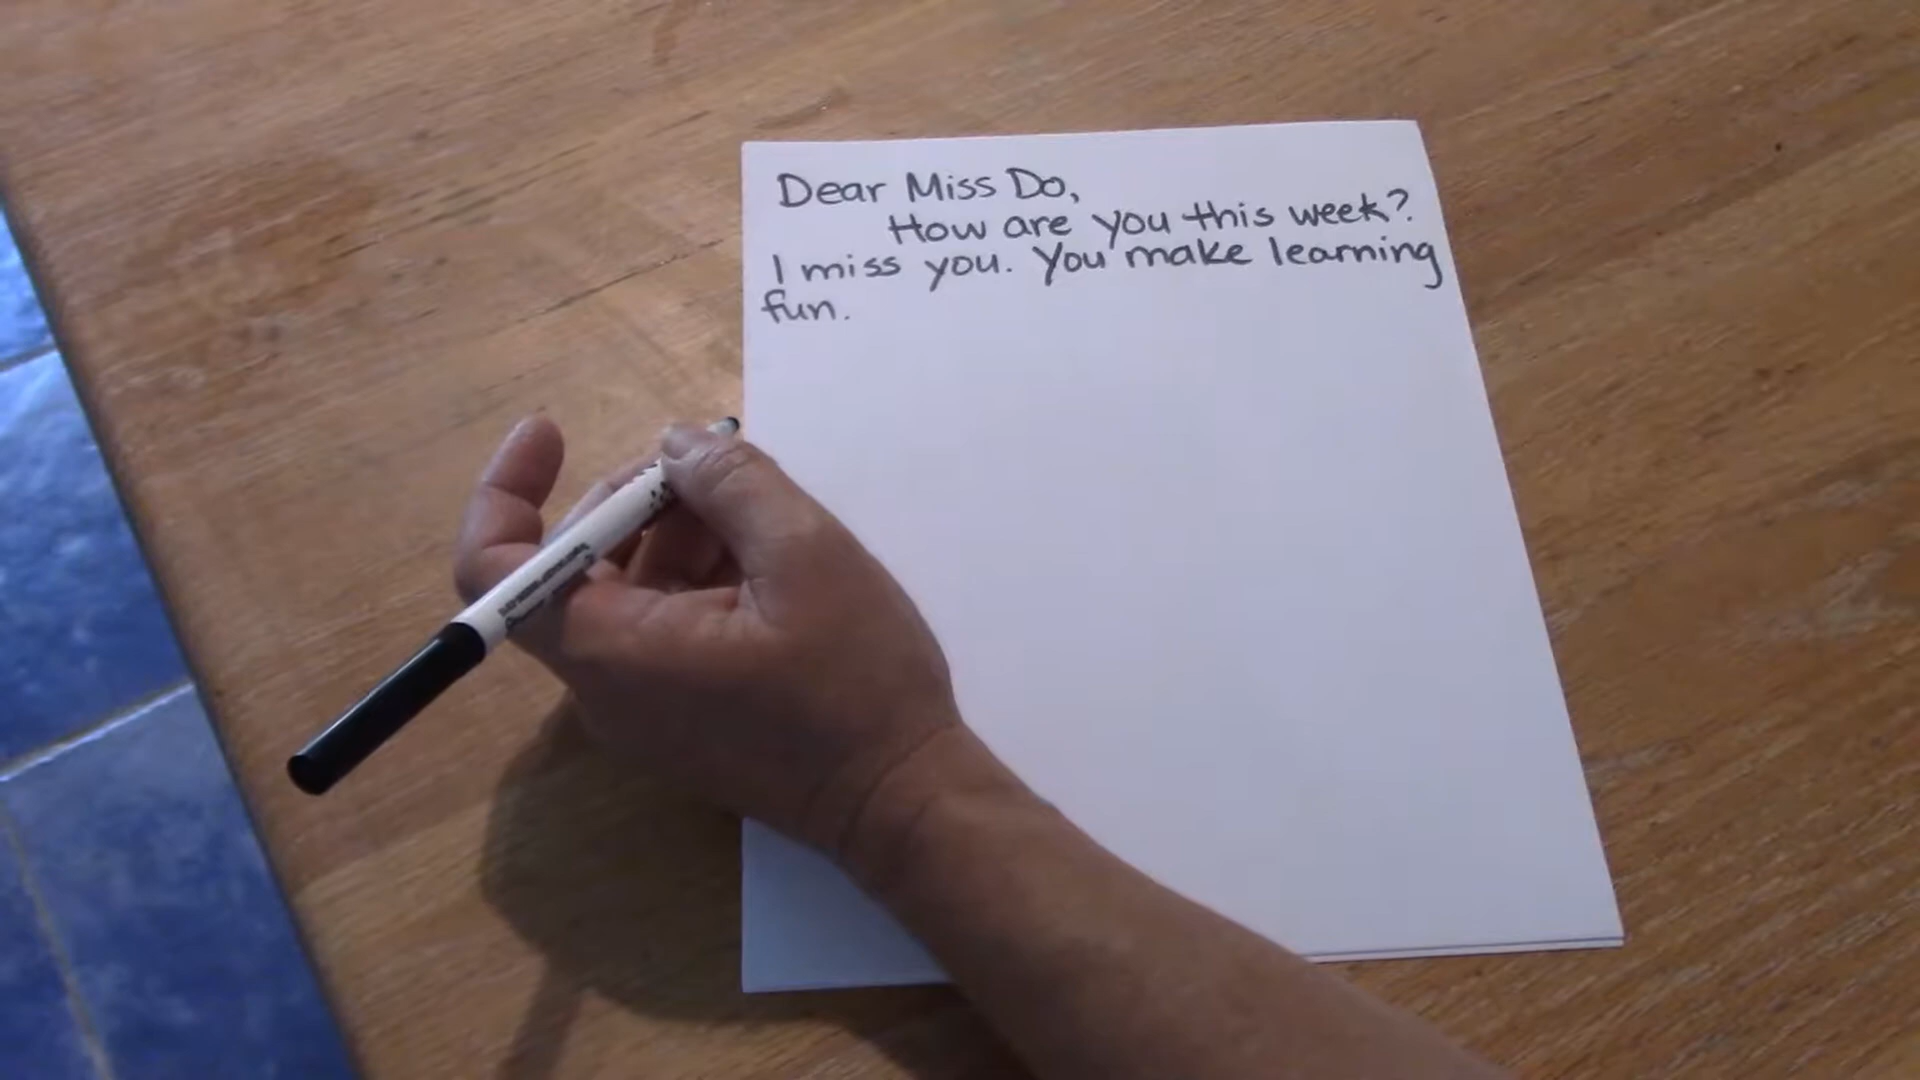 Dear Miss Do,
How are you this week?
I miss you. You make learning
fun.